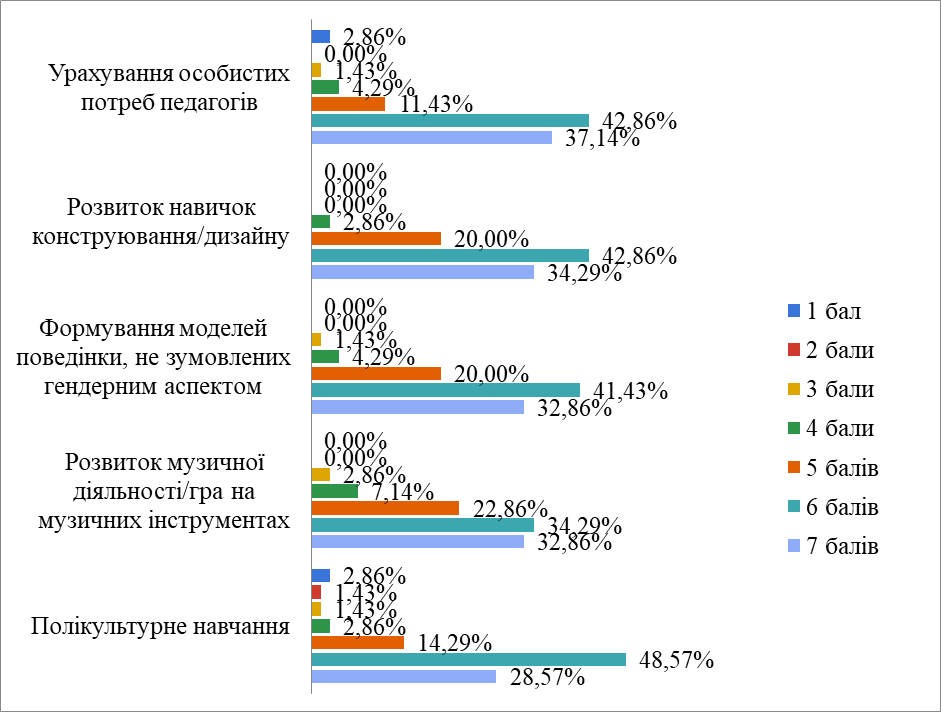 Урахування особистих
потреб педагогів
2,86%
0,00%
1,43%
4,29%
11,43%
42,86%
37,14%
Розвиток навичок
конструювання/дизайну
0,00%
0,00%
0,00%
2,86%
20,00%
42,86%
34,29%
Формування моделей
поведінки, не зумовлених
гендерним аспектом
0,00%
0,00%
1,43%
4,29%
20,00%
41,43%
32,86%
Розвиток музичної
діяльності/гра на
музичних інструментах
0,00%
0,00%
2,86%
7,14%
22,86%
34,29%
32,86%
Полікультурне навчання
2,86%
1,43%
1,43%
2,86%
14,29%
48,57%
28,57%
1 бал
2 бали
3 бали
4 бали
5 балів
6 балів
7 балів